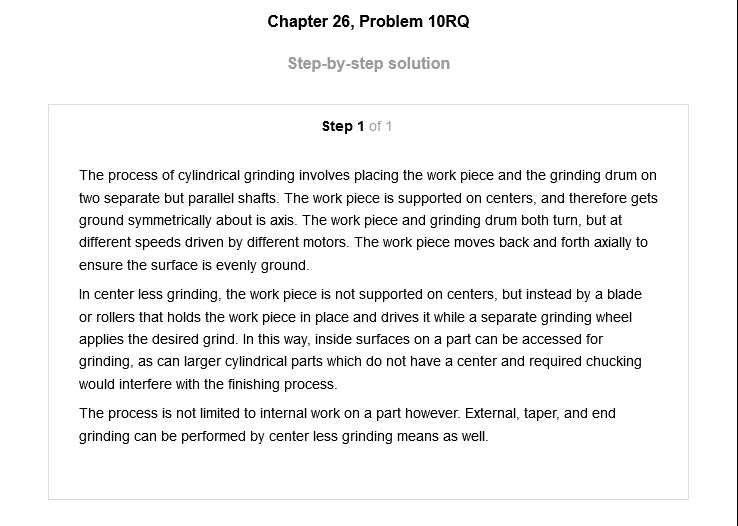 Chapter 26, Problem 10RQ
Step-by-step solution
Step 1 of 1
The process of cylindrical grinding involves placing the work piece and the grinding drum on
two separate but parallel shafts. The work piece is supported on centers, and therefore gets
ground symmetrically about is axis. The work piece and grinding drum both turn, but at
different speeds driven by different motors. The work piece moves back and forth axially to
ensure the surface is evenly ground.
In center less grinding, the work piece is not supported on centers, but instead by a blade
or rollers that holds the work piece in place and drives it while a separate grinding wheel
applies the desired grind. In this way, inside surfaces on a part can be accessed for
grinding, as can larger cylindrical parts which do not have a center and required chucking
would interfere with the finishing process.
The process is not limited to internal work on a part however. External, taper, and end
grinding can be performed by center less grinding means as well.